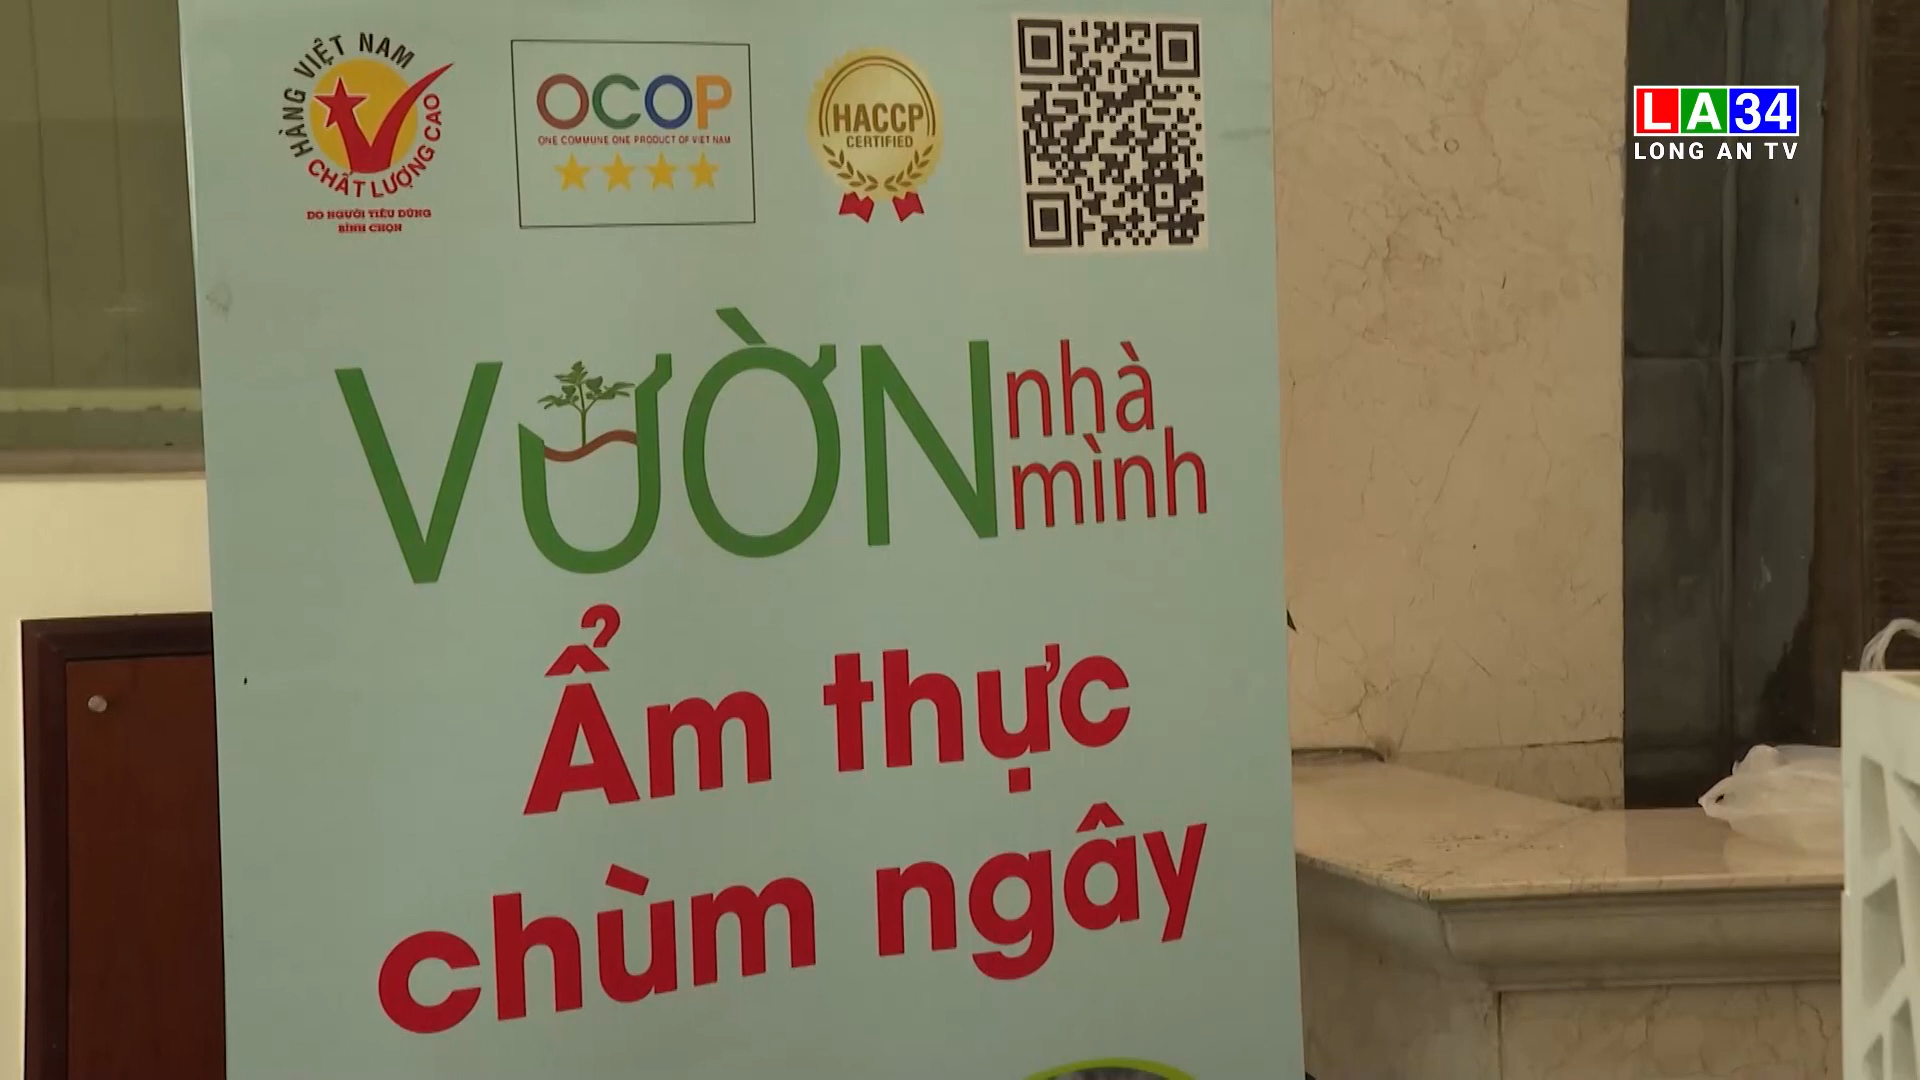 HÀNG VIỆT NAM
CHẤT LƯỢNG CAO
DO NGƯỜI TIÊU DÙNG
BÌNH CHỌN
OCOP
ONE COMMUNE ONE PRODUCT OF VIET NAM
HACCP
CERTIFIED
LA34
LONG AN TV
VƯỜN nhà
mình
Ẩm thực
chùm ngây